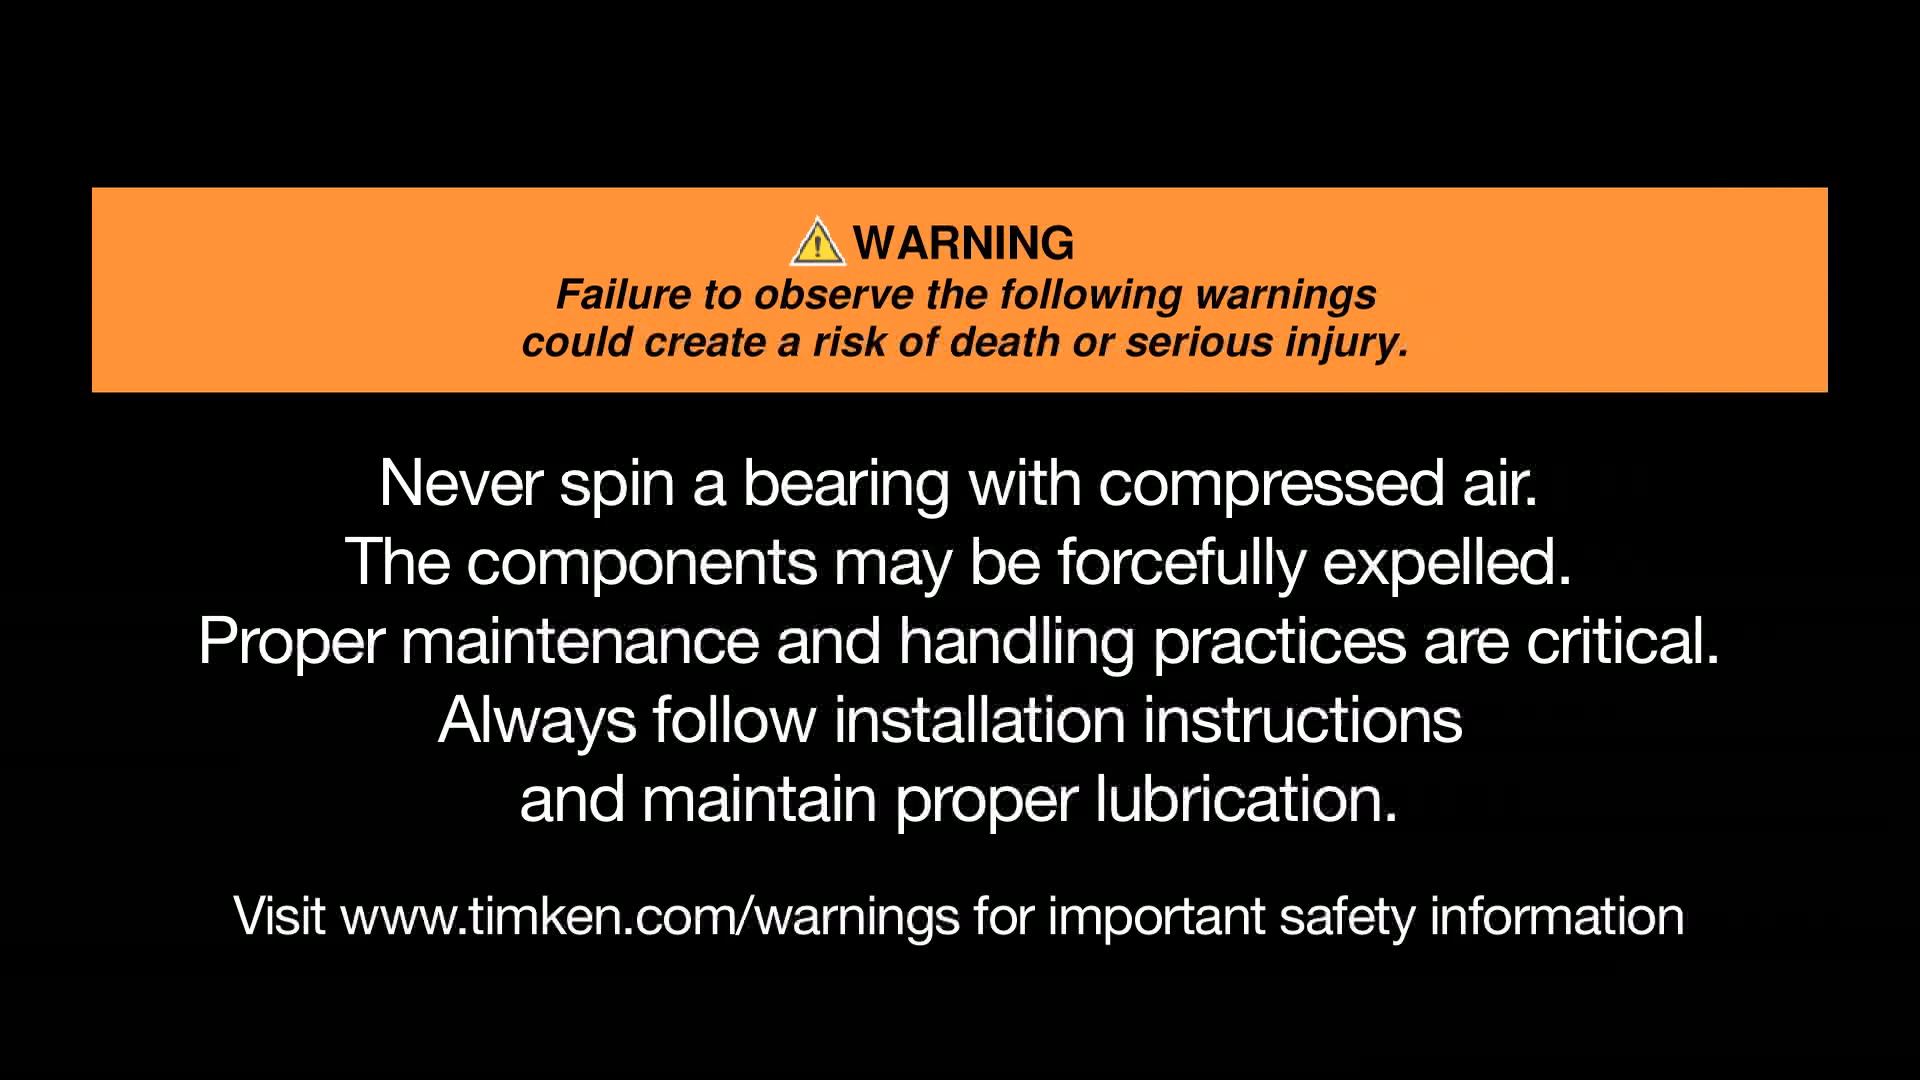 WARNING
Failure to observe the following warnings
could create a risk of death or serious injury.
Never spin a bearing with compressed air.
The components may be forcefully expelled.
Proper maintenance and handling practices are critical.
Always follow installation instructions
and maintain proper lubrication.
Visit www.timken.com/warnings for important safety information